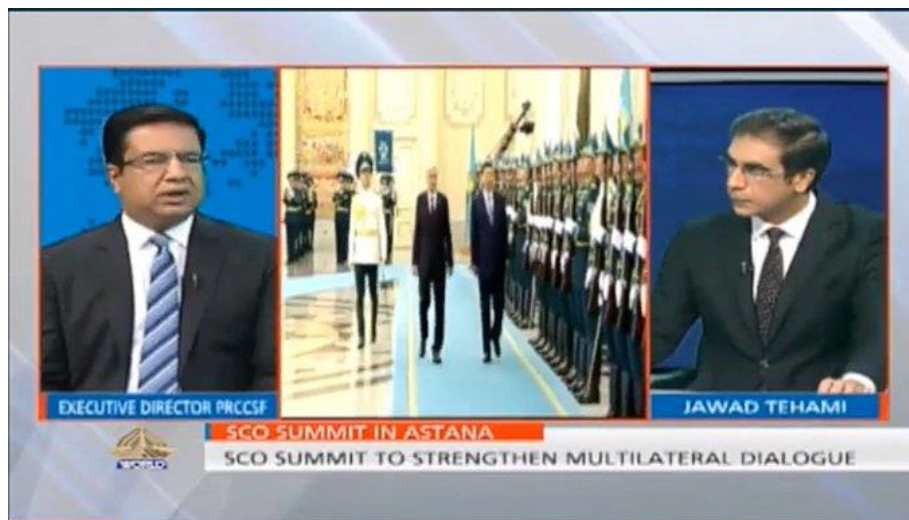 EXECUTIVE DIRECTOR PRCCSF
JAWAD TEHAMI
SCO SUMMIT IN ASTANA
WORLD
SCO SUMMIT TO STRENGTHEN MULTILATERAL DIALOGUE